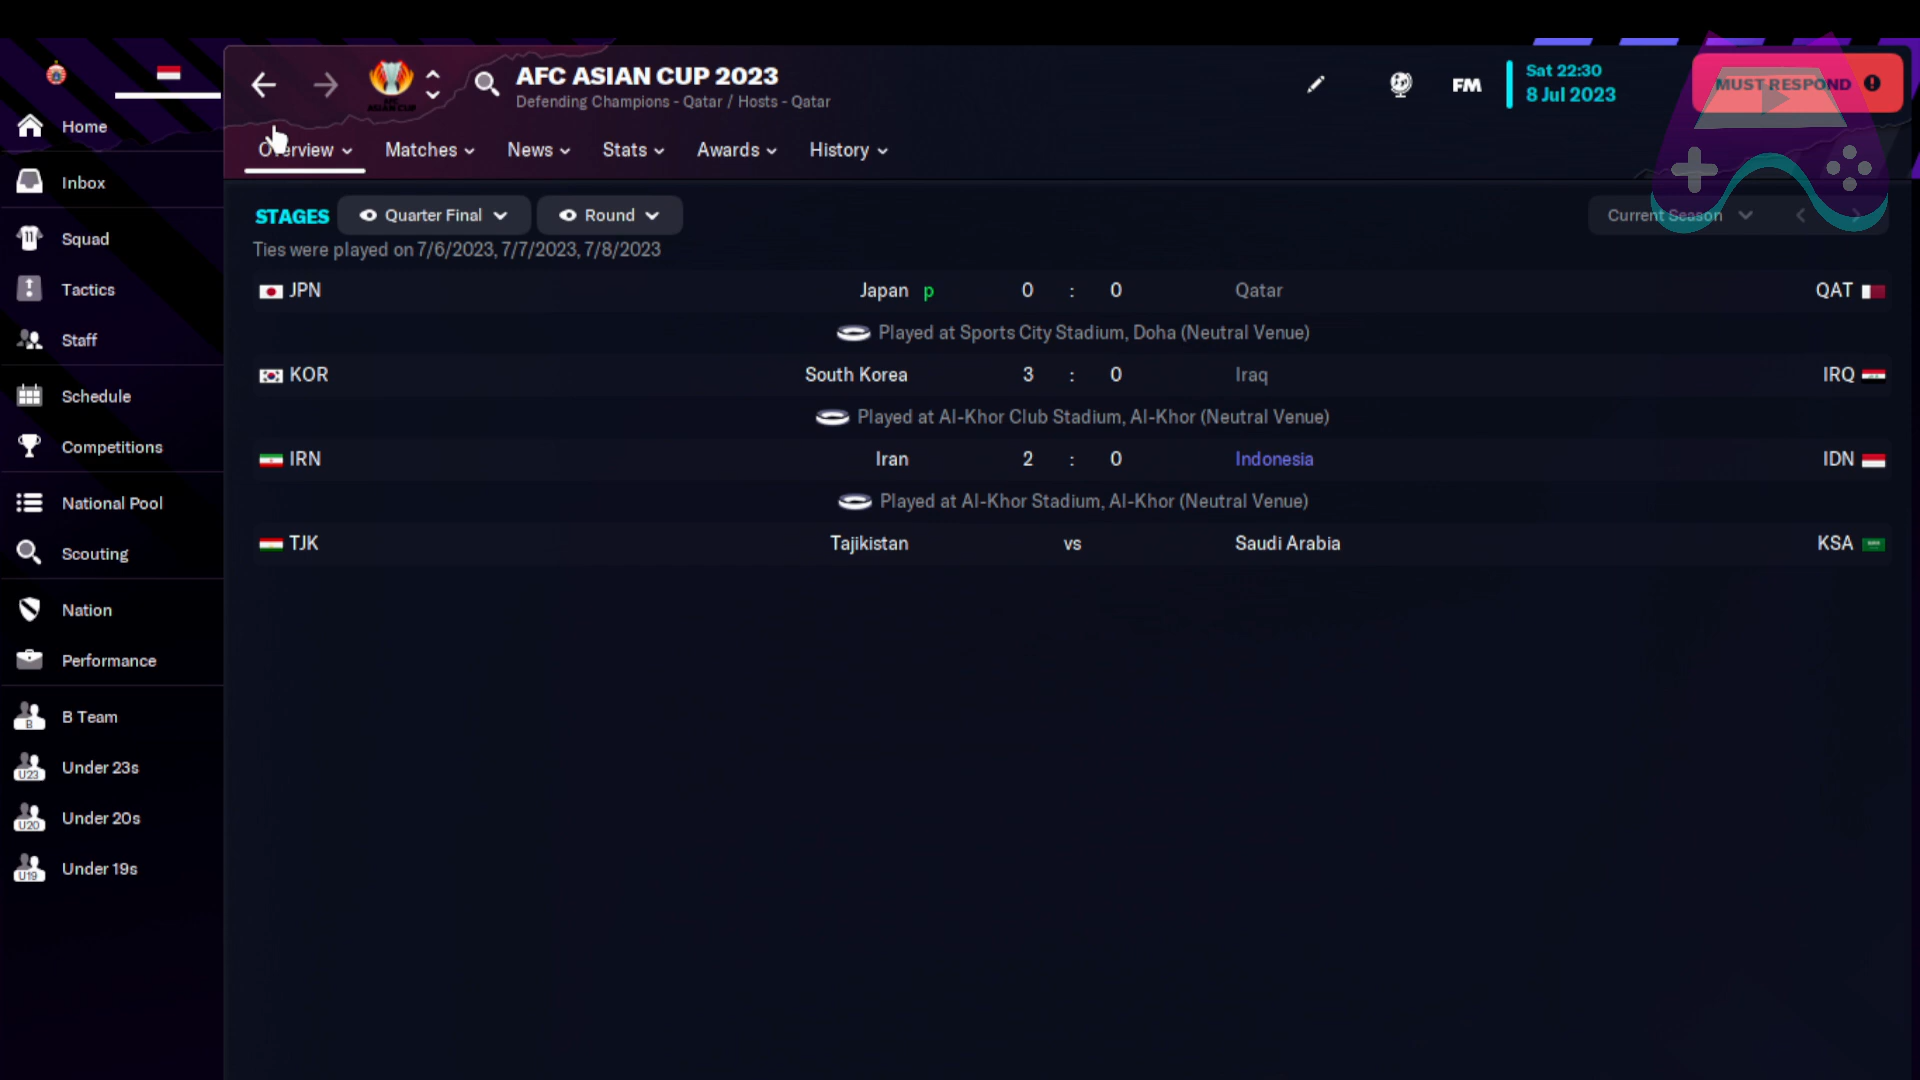 AFC ASIAN CUP 2023
Defending Champions - Qatar / Hosts - Qatar
FM
Sat 22:30
8 Jul 2023
MUST RESPOND
Home
Inbox
Squad
Tactics
Staff
Schedule
Competitions
National Pool
Scouting
Nation
Performance
B
B Team
U23
Under 23s
U20
Under 20s
U19
Under 19s
Overview
Matches
News
Stats
Awards
History
STAGES
Quarter Final
Round
Current Season
Ties were played on 7/6/2023, 7/7/2023, 7/8/2023
JPN Japan p 0 : 0 Qatar QAT
Played at Sports City Stadium, Doha (Neutral Venue)
KOR South Korea 3 : 0 Iraq IRQ
Played at Al-Khor Club Stadium, Al-Khor (Neutral Venue)
IRN Iran 2 : 0 Indonesia IDN
Played at Al-Khor Stadium, Al-Khor (Neutral Venue)
TJK Tajikistan vs Saudi Arabia KSA